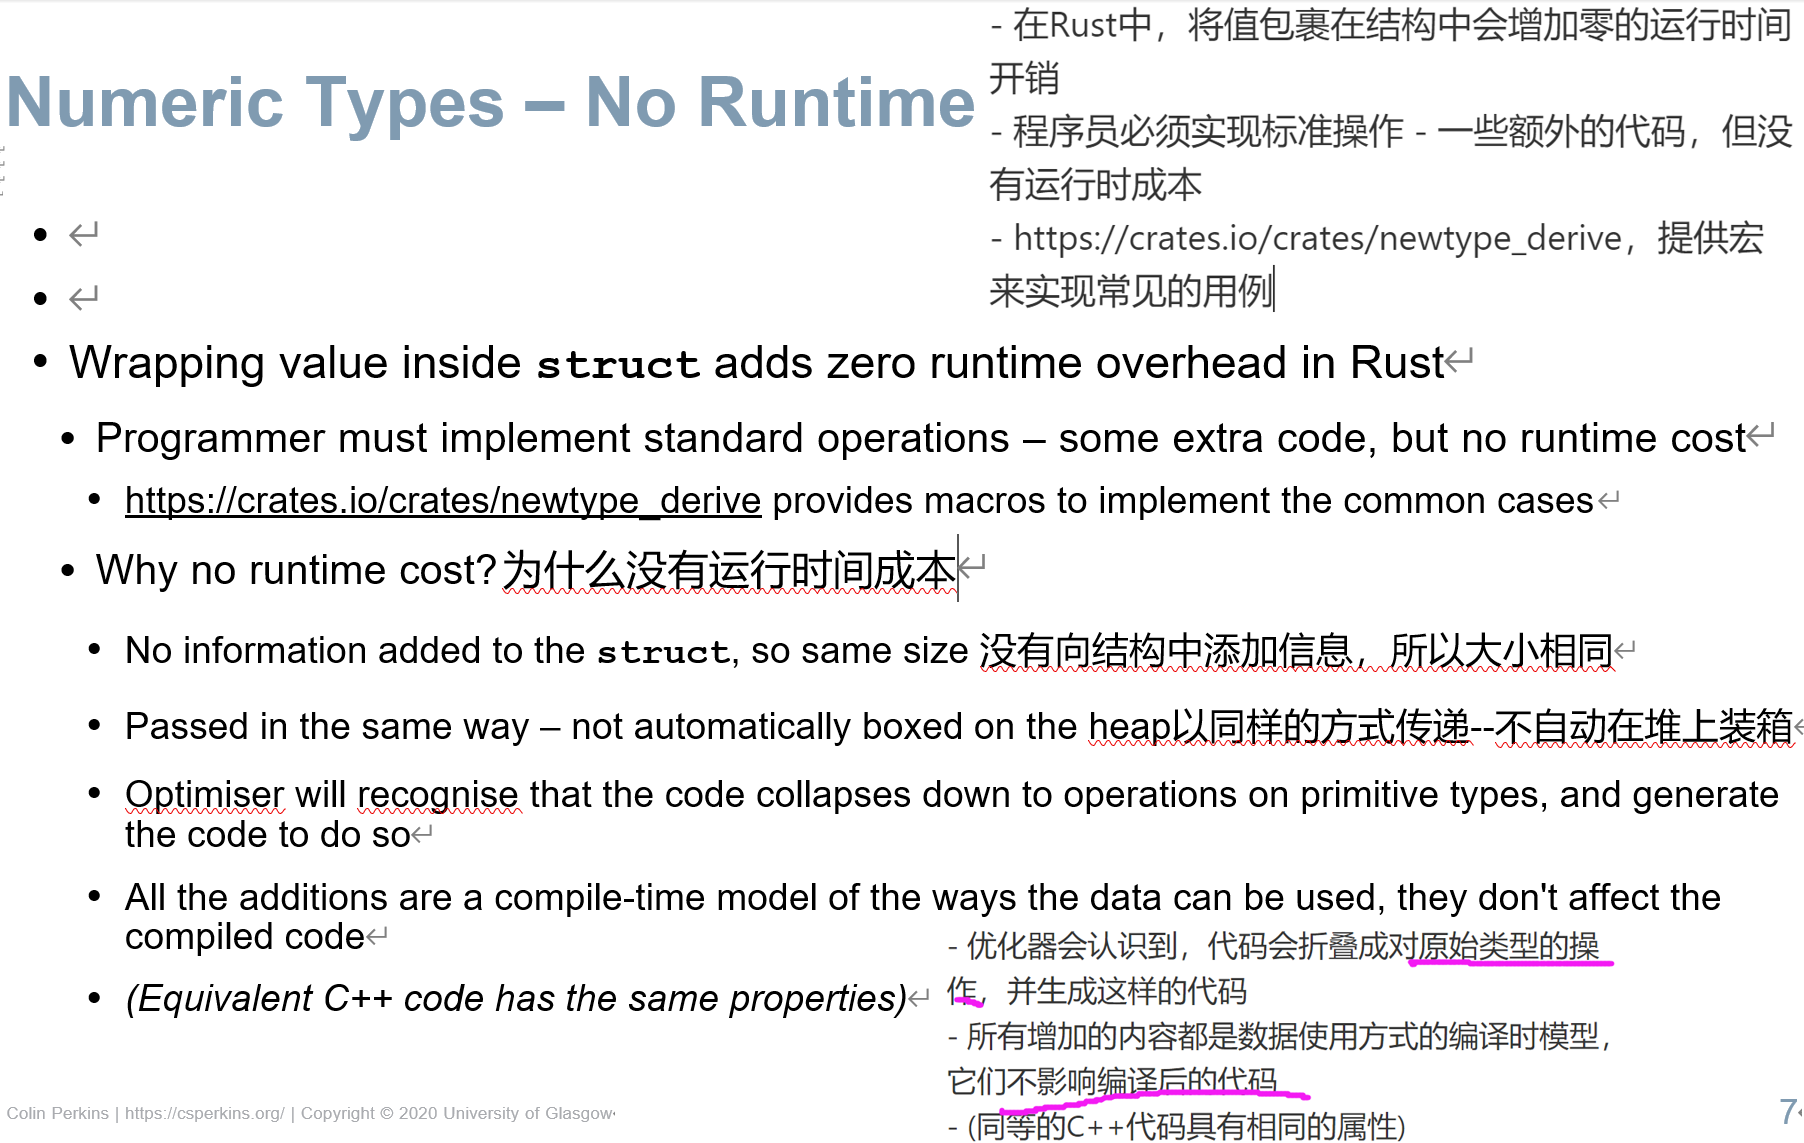 - 在Rust中，将值包裹在结构中会增加零的运行时间
开销
- 程序员必须实现标准操作 - 一些额外的代码，但没
有运行时成本
- https://crates.io/crates/newtype_derive，提供宏
来实现常见的用例
Numeric Types – No Runtime
• Wrapping value inside struct adds zero runtime overhead in Rust
• Programmer must implement standard operations – some extra code, but no runtime cost
• https://crates.io/crates/newtype_derive provides macros to implement the common cases
• Why no runtime cost?为什么没有运行时间成本
• No information added to the struct, so same size 没有向结构中添加信息，所以大小相同
• Passed in the same way – not automatically boxed on the heap以同样的方式传递--不自动在堆上装箱
• Optimiser will recognise that the code collapses down to operations on primitive types, and generate
the code to do so
• All the additions are a compile-time model of the ways the data can be used, they don't affect the
compiled code
• (Equivalent C++ code has the same properties)
- 优化器会认识到，代码会折叠成对原始类型的操
作，并生成这样的代码
- 所有增加的内容都是数据使用方式的编译时模型，
它们不影响编译后的代码
- (同等的C++代码具有相同的属性)
Colin Perkins | https://csperkins.org/ | Copyright © 2020 University of Glasgow
7